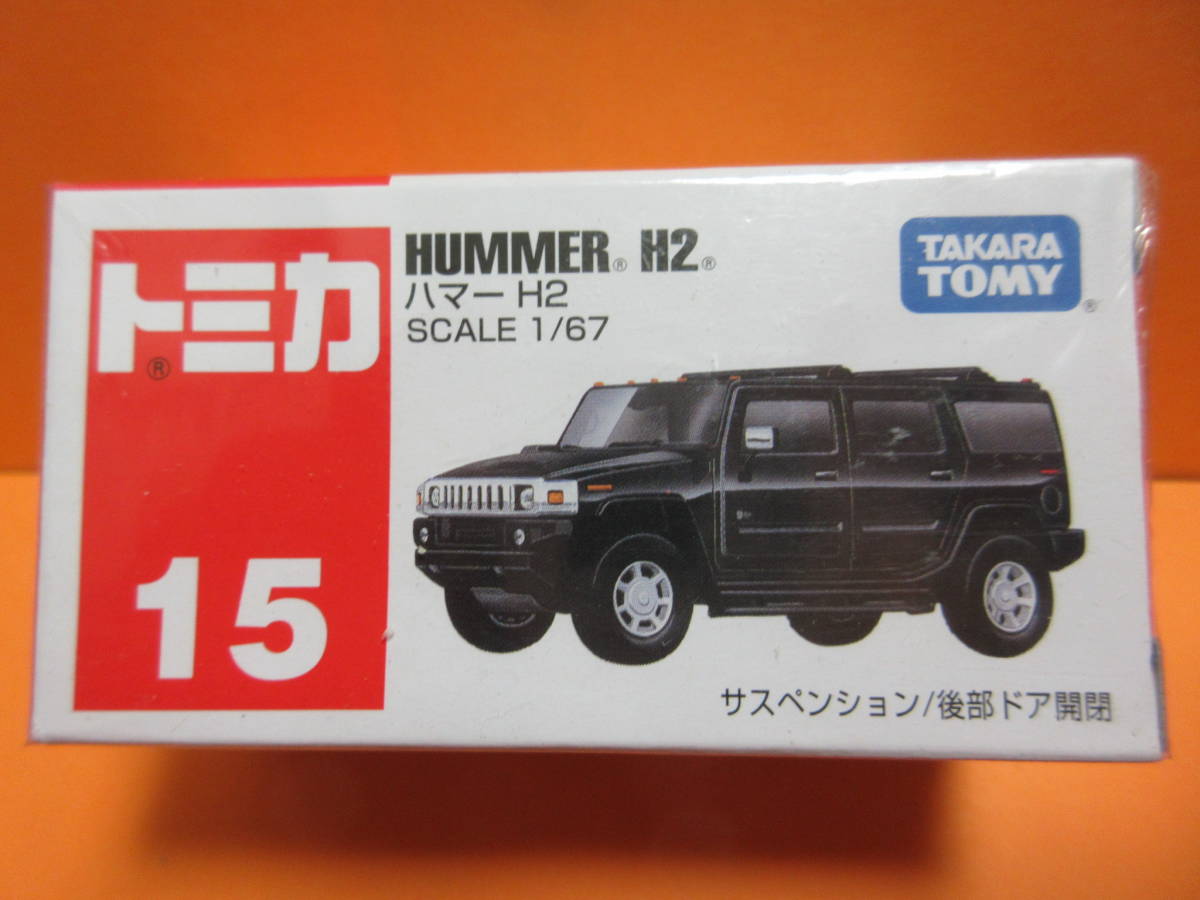 トミカ®
15
HUMMER® H2®
ハマー H2
SCALE 1/67
TAKARA
TOMY®
サスペンション/後部ドア開閉